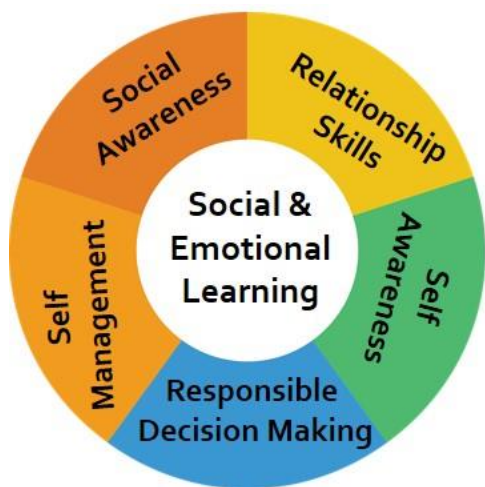 Social
Awareness
Relationship
Skills
Social &
Emotional
Learning
Self
Management
Self
Awareness
Responsible
Decision Making